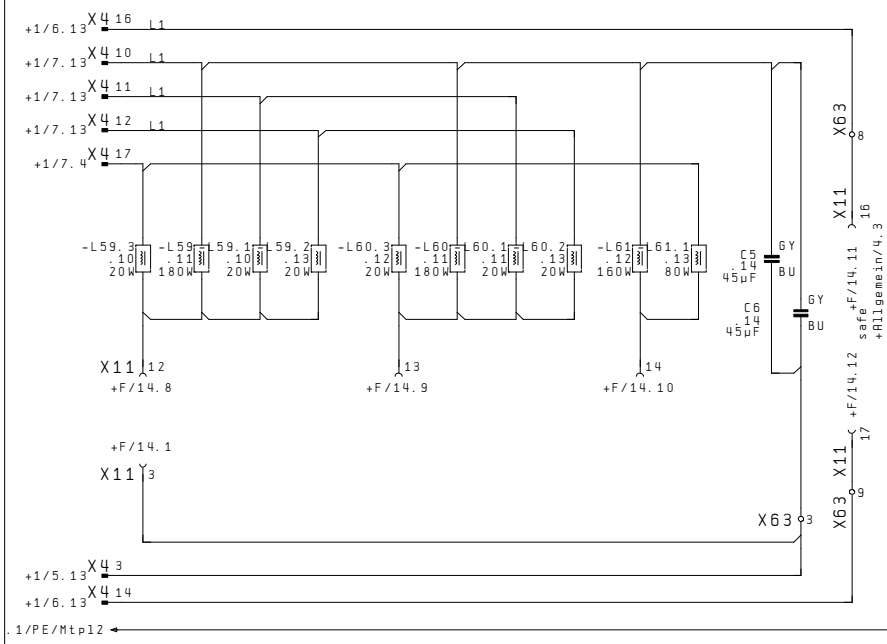 +1/6.13 X4 16 L1
+1/7.13 X4 10 L1
+1/7.13 X4 11 L1
+1/7.13 X4 12 L1
+1/7.4 X4 17
X63 8
X11 16
-L59.3 .10 20W
-L59 .11 180W
L59.1 .10 20W
L59.2 .13 20W
-L60.3 .12 20W
-L60 .11 180W
L60.1 .11 20W
L60.2 .13 20W
-L61 .12 160W
L61.1 .13 80W
C5 .14 45µF
GY
BU
C6 .14 45µF
GY
BU
+F/14.11
safe
+Allgemein/4.3
X11 12
+F/14.8
13
+F/14.9
14
+F/14.10
+F/14.12
17
X11
+F/14.1
X11 3
X63 3
X63 9
+1/5.13 X4 3
+1/6.13 X4 14
.1/PE/Mtpl2